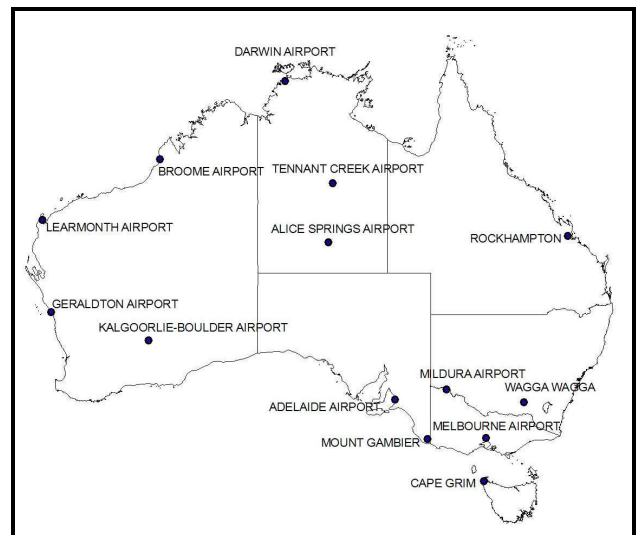 DARWIN AIRPORT
BROOME AIRPORT
TENNANT CREEK AIRPORT
LEARMONTH AIRPORT
ALICE SPRINGS AIRPORT
ROCKHAMPTON
GERALDTON AIRPORT
KALGOORLIE-BOULDER AIRPORT
MILDURA AIRPORT
WAGGA WAGGA
ADELAIDE AIRPORT
MELBOURNE AIRPORT
MOUNT GAMBIER
CAPE GRIM